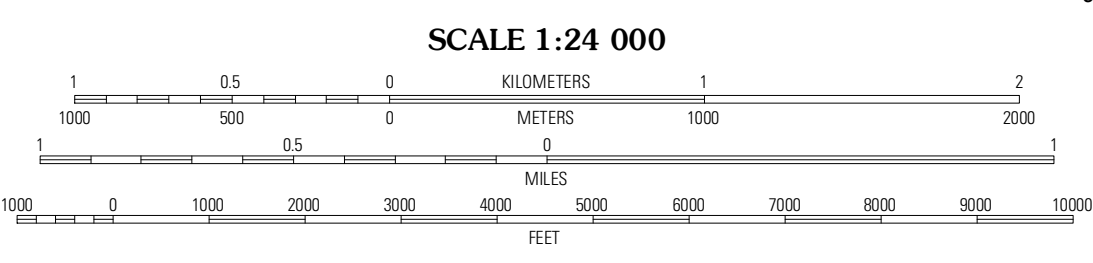 SCALE 1:24 000
1 0.5 0 KILOMETERS 1 2
1000 500 0 METERS 1000 2000
1 0.5 0 1
MILES
1000 0 1000 2000 3000 4000 5000 6000 7000 8000 9000 10000
FEET